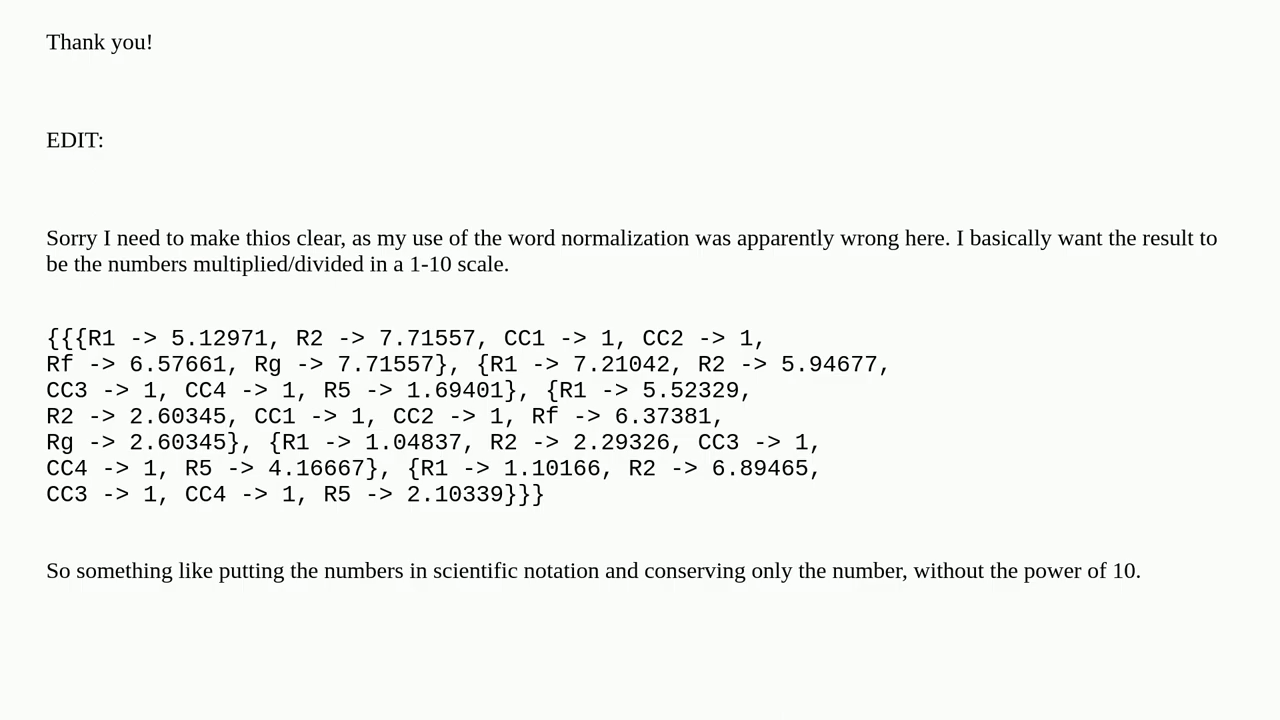 Thank you!
EDIT:
Sorry I need to make thios clear, as my use of the word normalization was apparently wrong here. I basically want the result to
be the numbers multiplied/divided in a 1-10 scale.
{{{R1 -> 5.12971, R2 -> 7.71557, CC1 -> 1, CC2 -> 1,
Rf -> 6.57661, Rg -> 7.71557}, {R1 -> 7.21042, R2 -> 5.94677,
CC3 -> 1, CC4 -> 1, R5 -> 1.69401}, {R1 -> 5.52329,
R2 -> 2.60345, CC1 -> 1, CC2 -> 1, Rf -> 6.37381,
Rg -> 2.60345}, {R1 -> 1.04837, R2 -> 2.29326, CC3 -> 1,
CC4 -> 1, R5 -> 4.16667}, {R1 -> 1.10166, R2 -> 6.89465,
CC3 -> 1, CC4 -> 1, R5 -> 2.10339}}}
So something like putting the numbers in scientific notation and conserving only the number, without the power of 10.